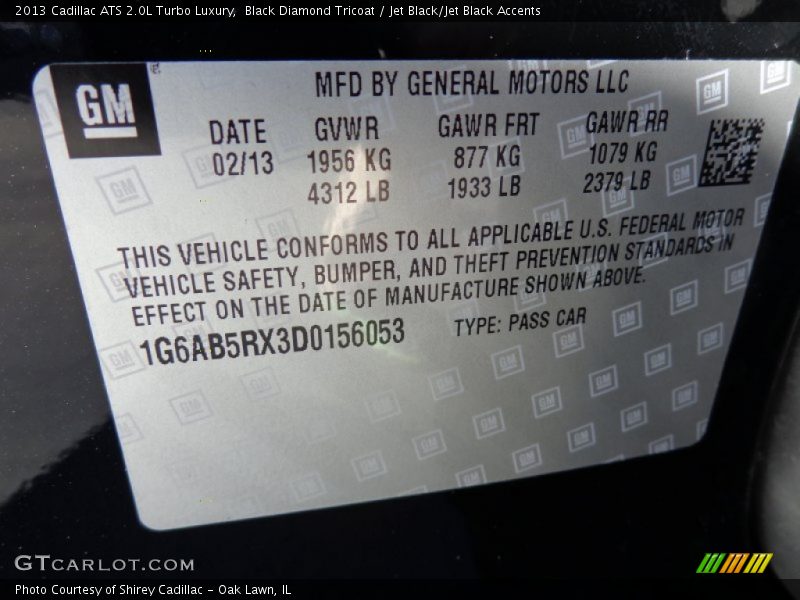 2013 Cadillac ATS 2.0L Turbo Luxury,  Black Diamond Tricoat / Jet Black/Jet Black Accents
GM
MFD BY GENERAL MOTORS LLC
DATE GVWR GAWR FRT GAWR RR
02/13 1956 KG 877 KG 1079 KG
4312 LB 1933 LB 2379 LB
THIS VEHICLE CONFORMS TO ALL APPLICABLE U.S. FEDERAL MOTOR
VEHICLE SAFETY, BUMPER, AND THEFT PREVENTION STANDARDS IN
EFFECT ON THE DATE OF MANUFACTURE SHOWN ABOVE.
1G6AB5RX3D0156053 TYPE: PASS CAR
GTCARLOT.COM
Photo Courtesy of Shirey Cadillac - Oak Lawn, IL